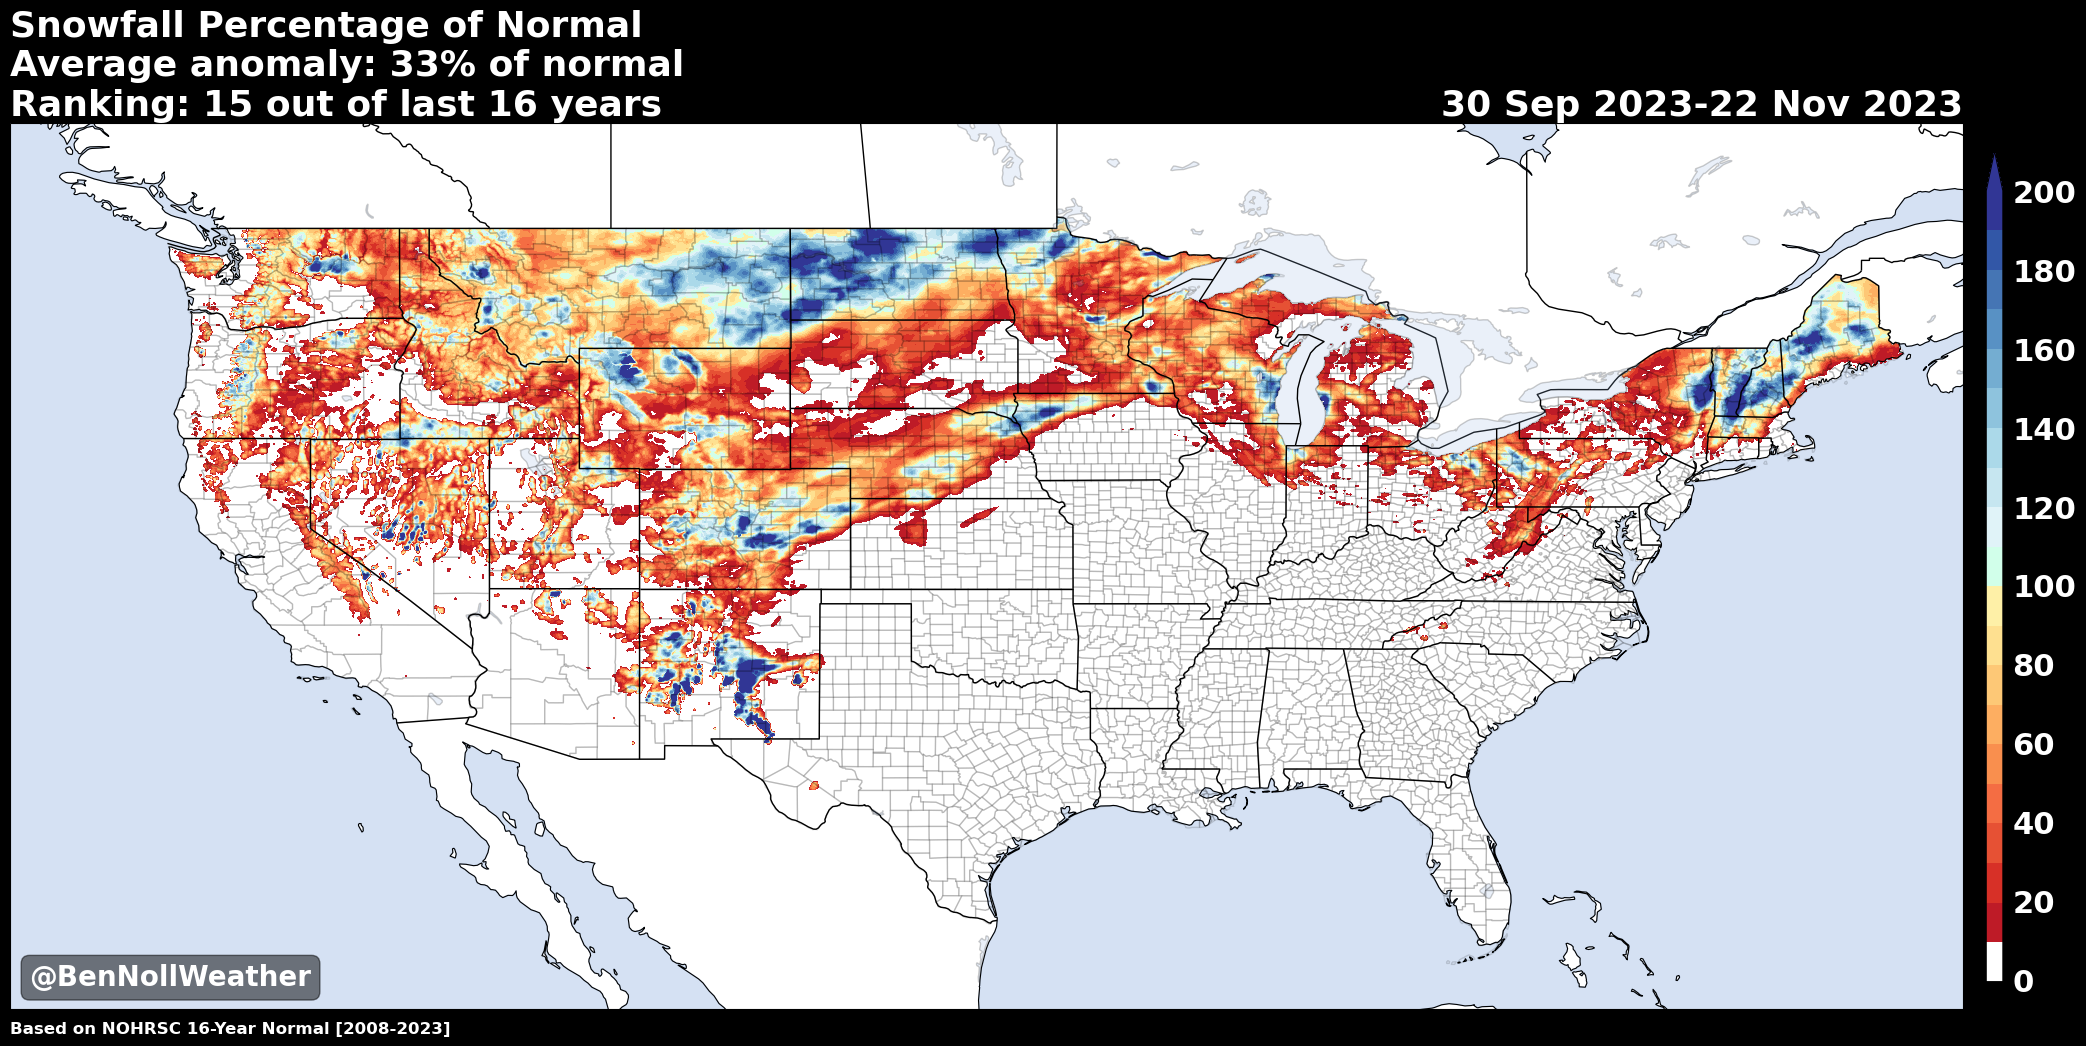 Snowfall Percentage of Normal
Average anomaly: 33% of normal
Ranking: 15 out of last 16 years
30 Sep 2023-22 Nov 2023
200
180
160
140
120
100
80
60
40
20
0
@BenNollWeather
Based on NOHRSC 16-Year Normal [2008-2023]